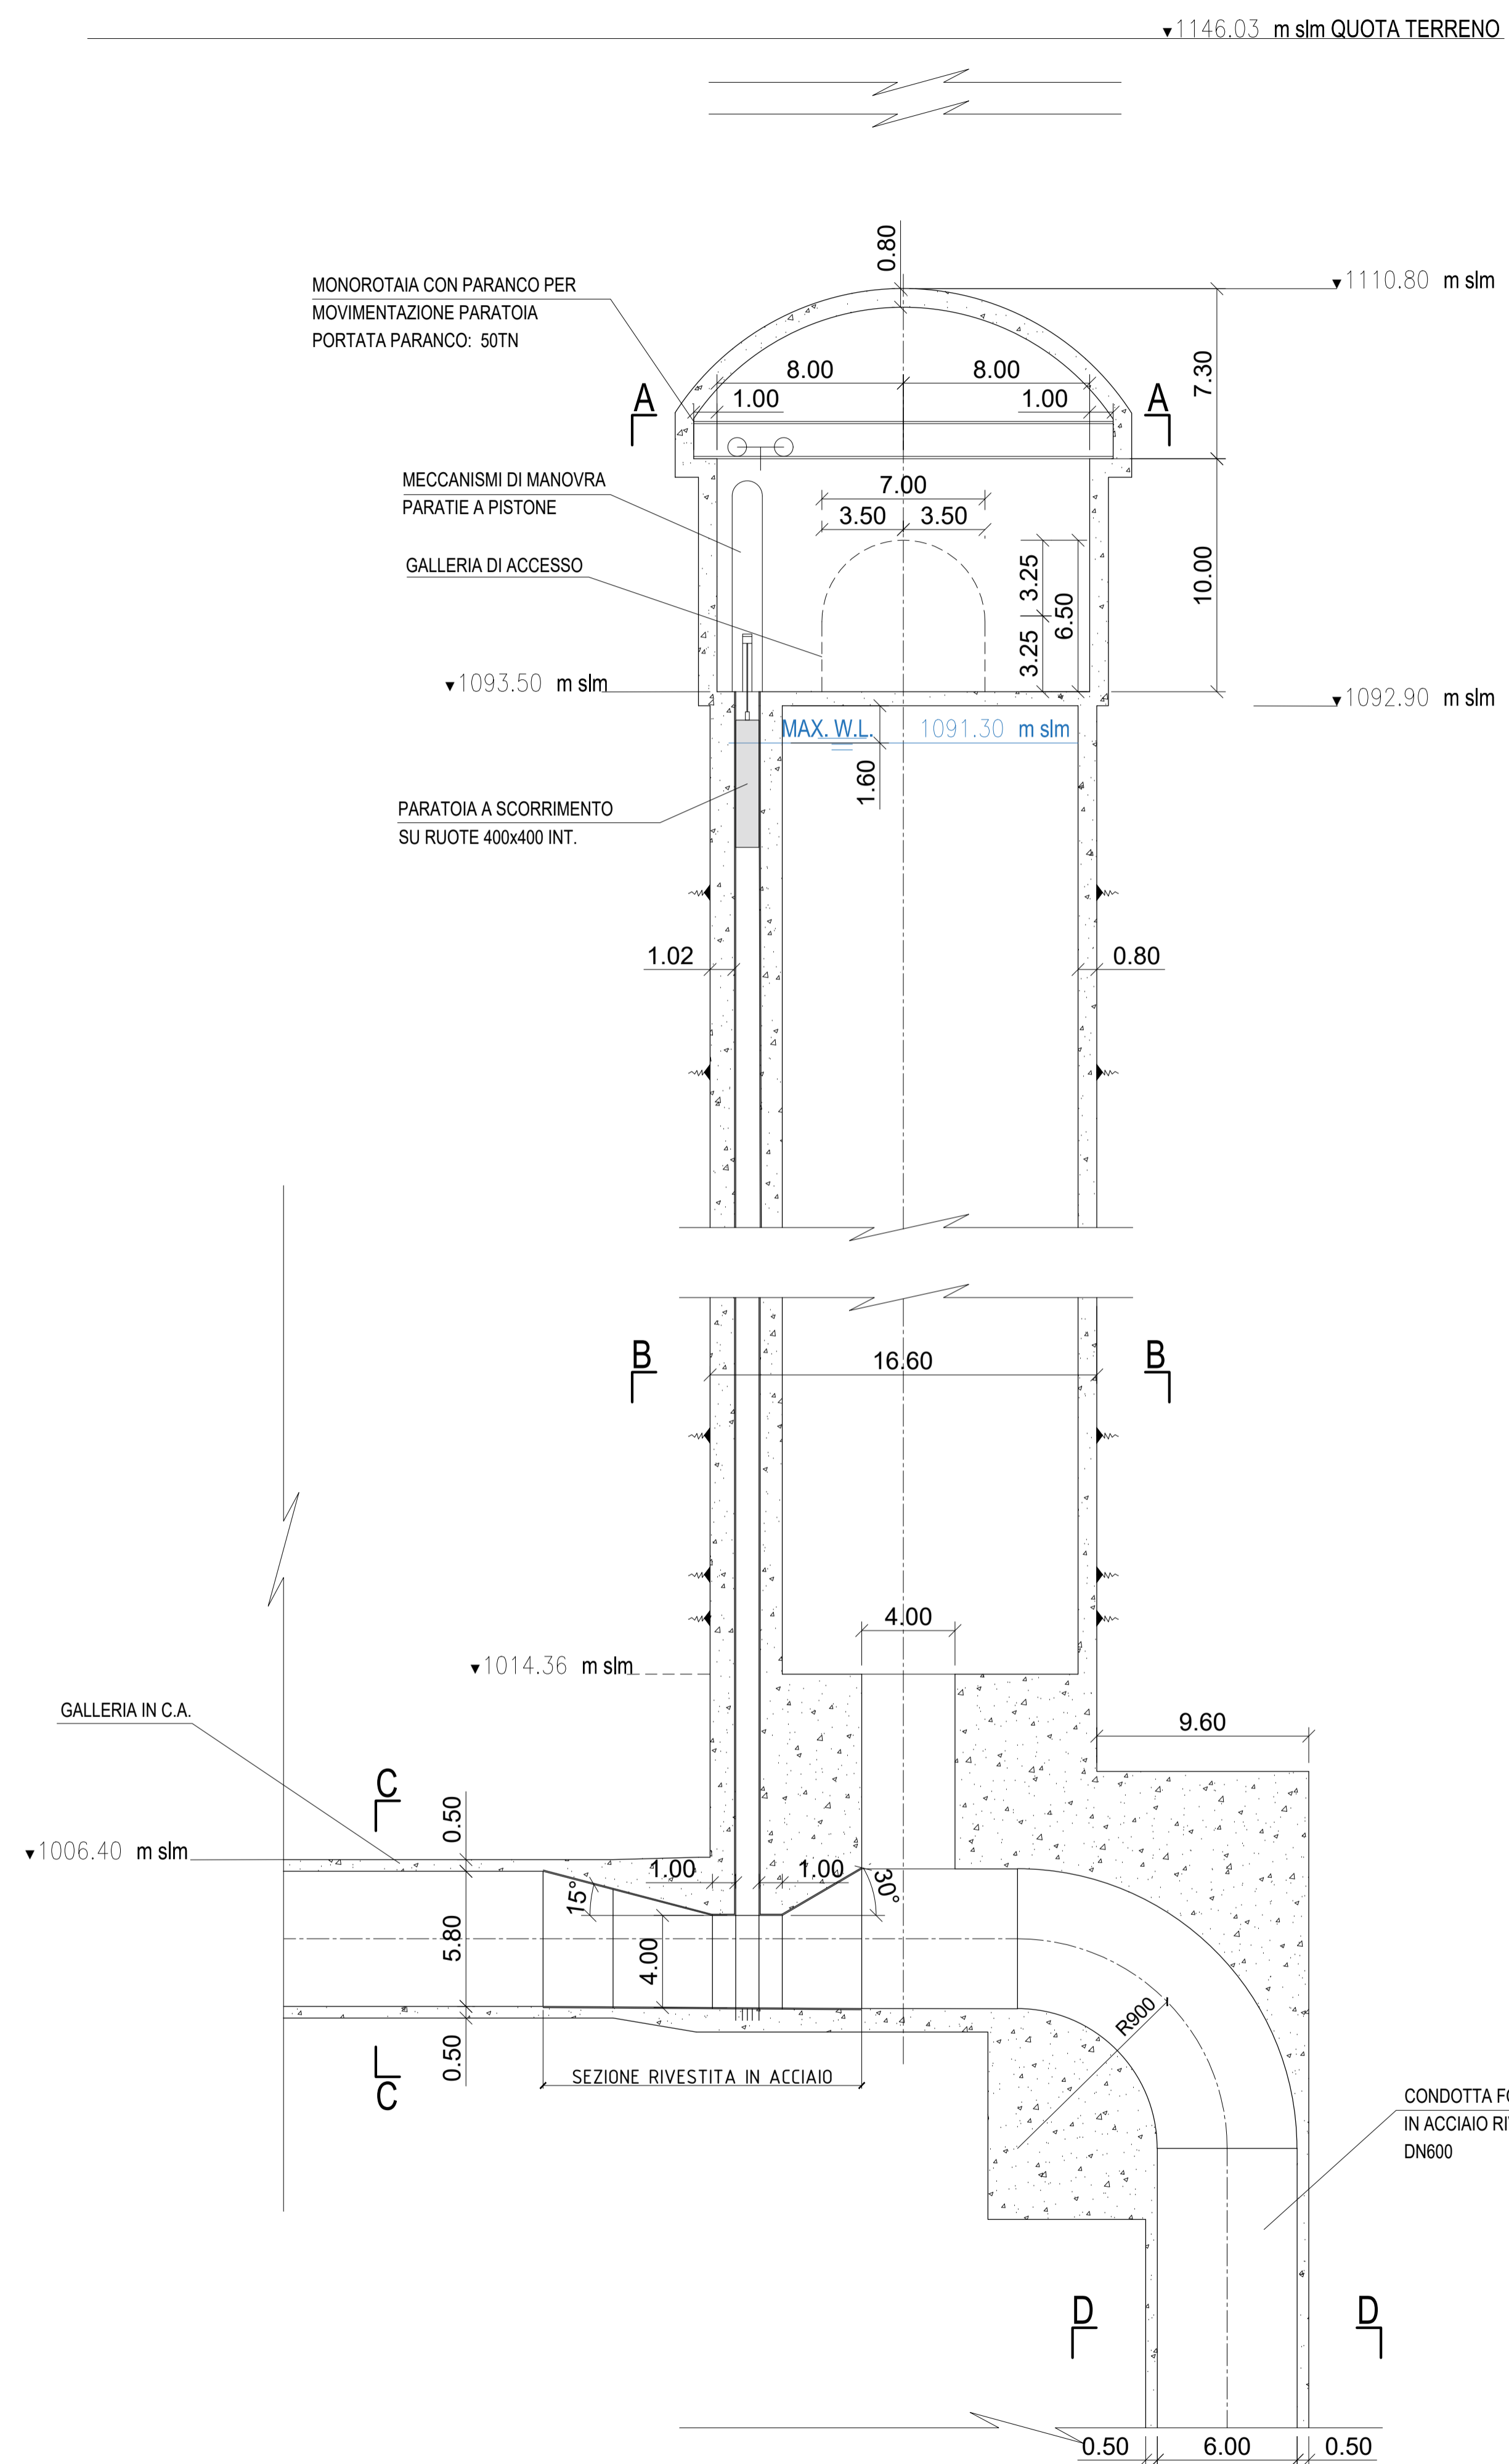 ▼1146.03 m slm QUOTA TERRENO
0.80
▼1110.80 m slm
MONOROTAIA CON PARANCO PER
MOVIMENTAZIONE PARATOIA
PORTATA PARANCO: 50TN
7.30
8.00 8.00
A 1.00 1.00 A
MECCANISMI DI MANOVRA
PARATIE A PISTONE
7.00
3.50 3.50
GALLERIA DI ACCESSO
3.25
6.50
3.25
10.00
▼1093.50 m slm
▼1092.90 m slm
MAX. W.L. 1091.30 m slm
1.60
PARATOIA A SCORRIMENTO
SU RUOTE 400x400 INT.
1.02 0.80
B B
16.60
4.00
▼1014.36 m slm
GALLERIA IN C.A.
9.60
C
0.50
▼1006.40 m slm
1.00 1.00
15° 30°
5.80
4.00
R900
0.50
SEZIONE RIVESTITA IN ACCIAIO
C
CONDOTTA
IN ACCIAIO
DN600
D D
0.50 6.00 0.50